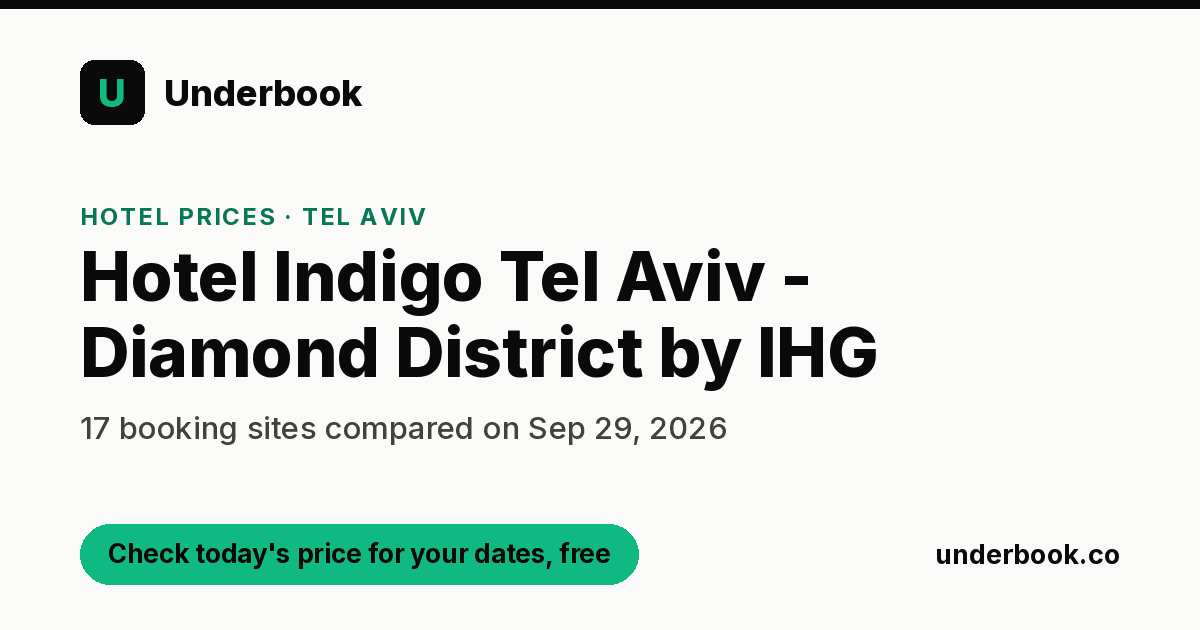 U Underbook
HOTEL PRICES · TEL AVIV
Hotel Indigo Tel Aviv -
Diamond District by IHG
17 booking sites compared on Sep 29, 2026
Check today's price for your dates, free
underbook.co